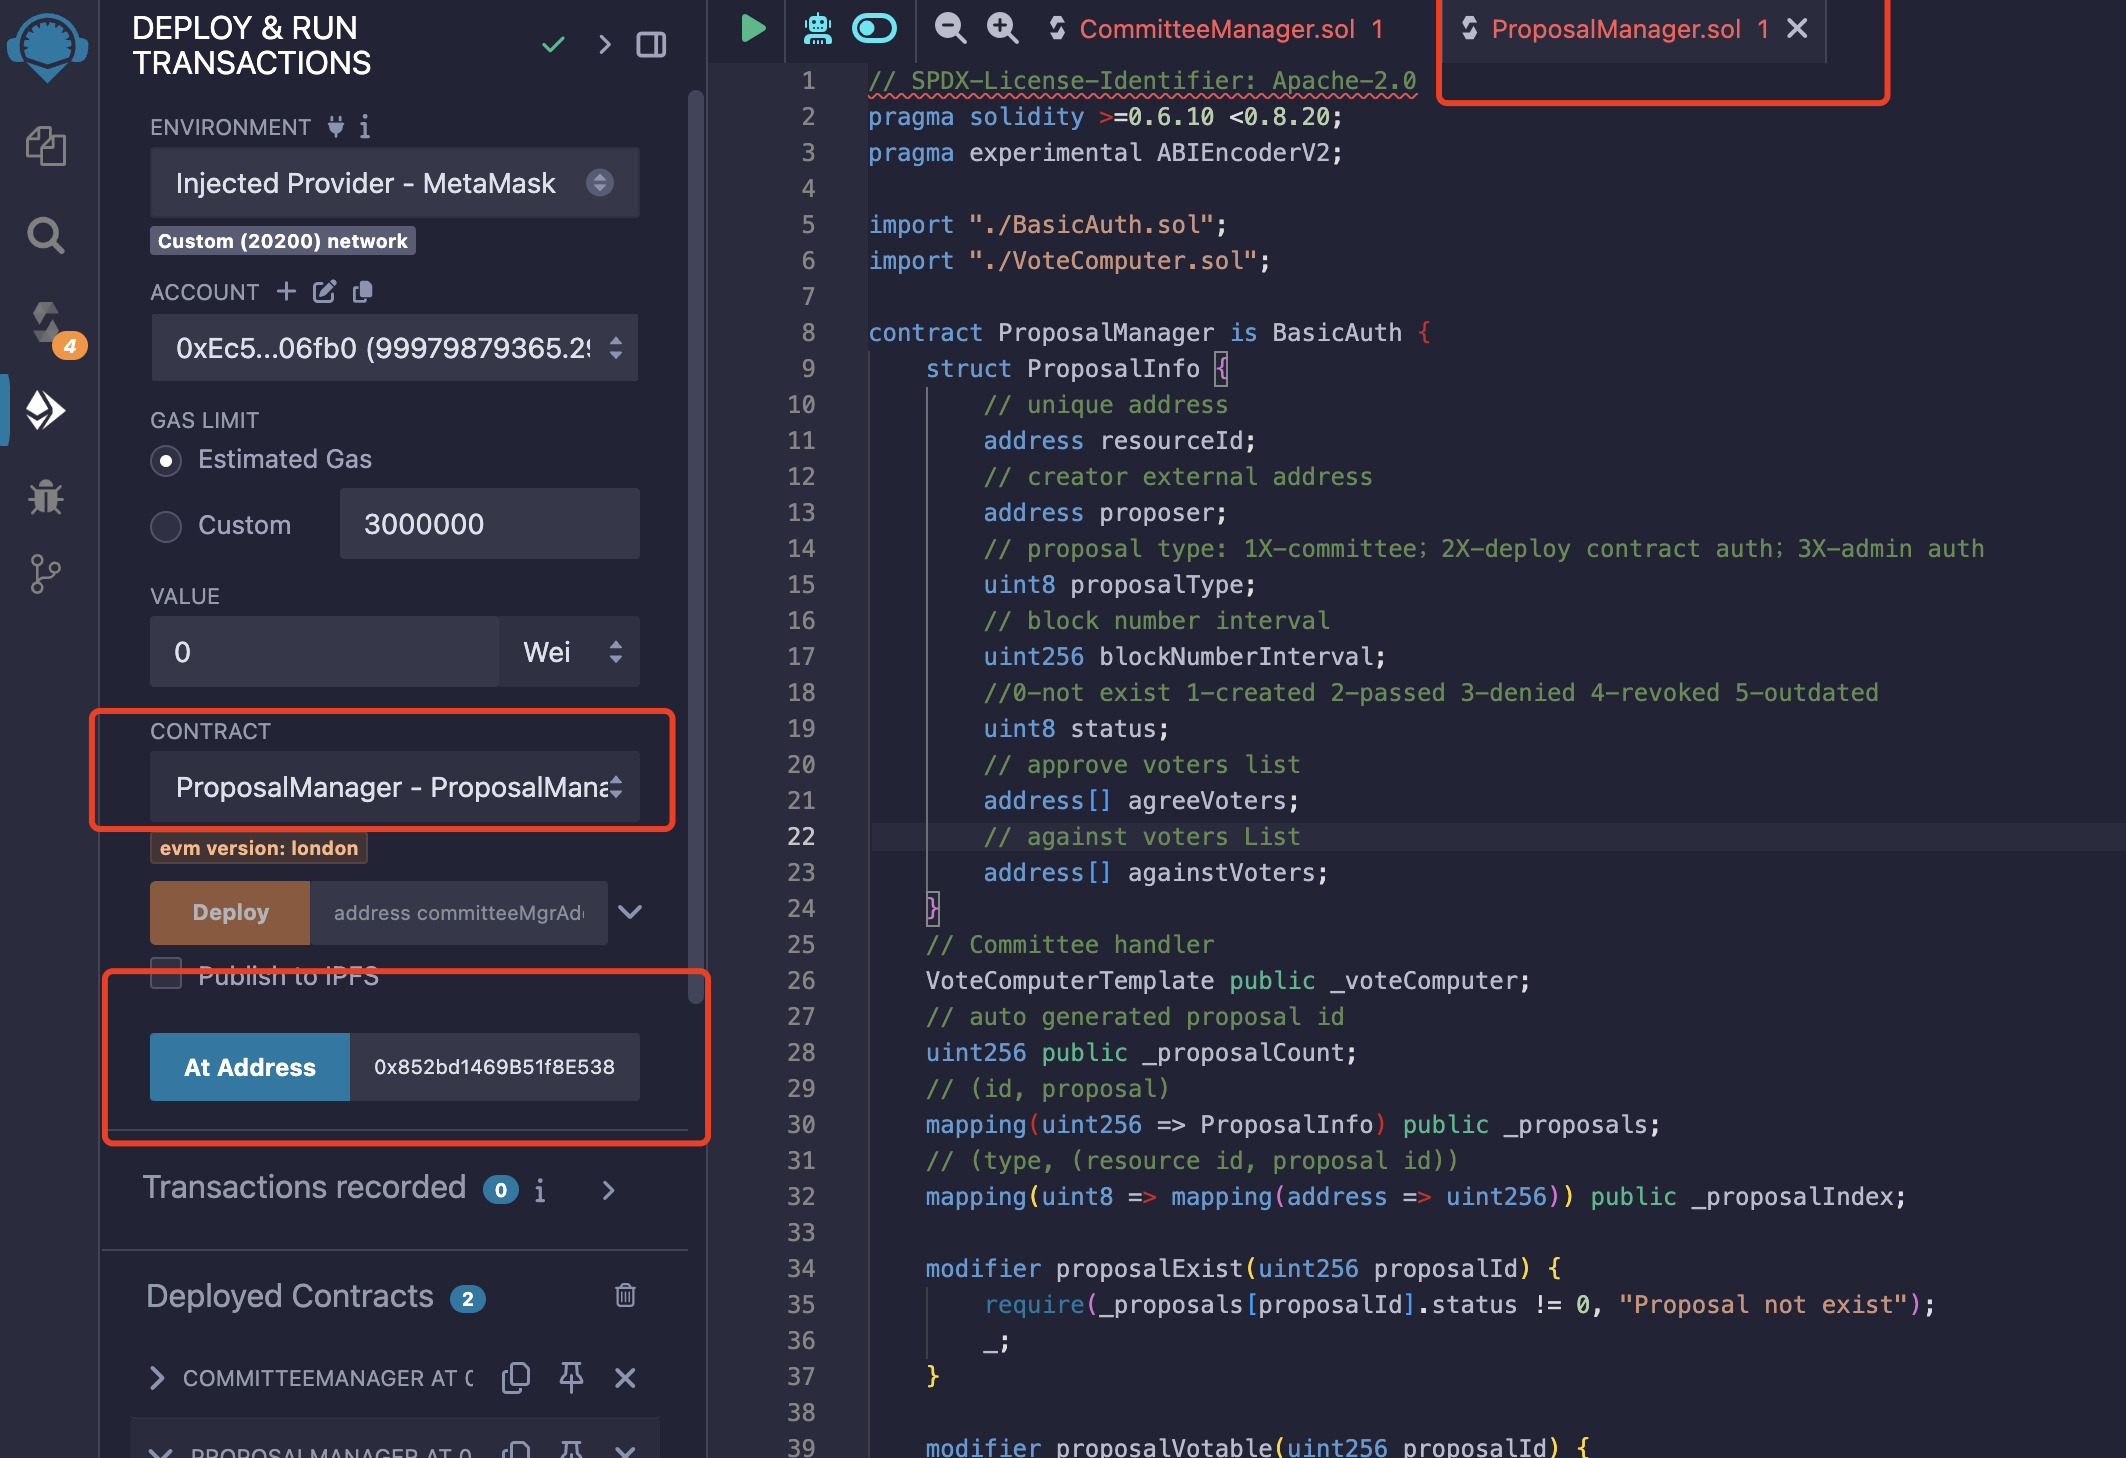 DEPLOY & RUN
TRANSACTIONS
ENVIRONMENT
Injected Provider - MetaMask
Custom (20200) network
ACCOUNT
0xEc5...06fb0 (99979879365.29
4
GAS LIMIT
Estimated Gas
Custom
3000000
VALUE
0
Wei
CONTRACT
ProposalManager - ProposalMana
evm version: london
Deploy
address committeeMgrAd
Publish to IPFS
At Address
0x852bd1469B51f8E538
Transactions recorded 0
Deployed Contracts 2
COMMITTEEMANAGER AT 0
PROPOSALMANAGER AT 0
CommitteeManager.sol 1
ProposalManager.sol 1
1 // SPDX-License-Identifier: Apache-2.0
2 pragma solidity >=0.6.10 <0.8.20;
3 pragma experimental ABIEncoderV2;
4
5 import "./BasicAuth.sol";
6 import "./VoteComputer.sol";
7
8 contract ProposalManager is BasicAuth {
9 struct ProposalInfo {
10 // unique address
11 address resourceId;
12 // creator external address
13 address proposer;
14 // proposal type: 1X-committee; 2X-deploy contract auth; 3X-admin auth
15 uint8 proposalType;
16 // block number interval
17 uint256 blockNumberInterval;
18 //0-not exist 1-created 2-passed 3-denied 4-revoked 5-outdated
19 uint8 status;
20 // approve voters list
21 address[] agreeVoters;
22 // against voters List
23 address[] againstVoters;
24 }
25 // Committee handler
26 VoteComputerTemplate public _voteComputer;
27 // auto generated proposal id
28 uint256 public _proposalCount;
29 // (id, proposal)
30 mapping(uint256 => ProposalInfo) public _proposals;
31 // (type, (resource id, proposal id))
32 mapping(uint8 => mapping(address => uint256)) public _proposalIndex;
33
34 modifier proposalExist(uint256 proposalId) {
35 require(_proposals[proposalId].status != 0, "Proposal not exist");
36 _;
37 }
38
39 modifier proposalVotable(uint256 proposalId) {